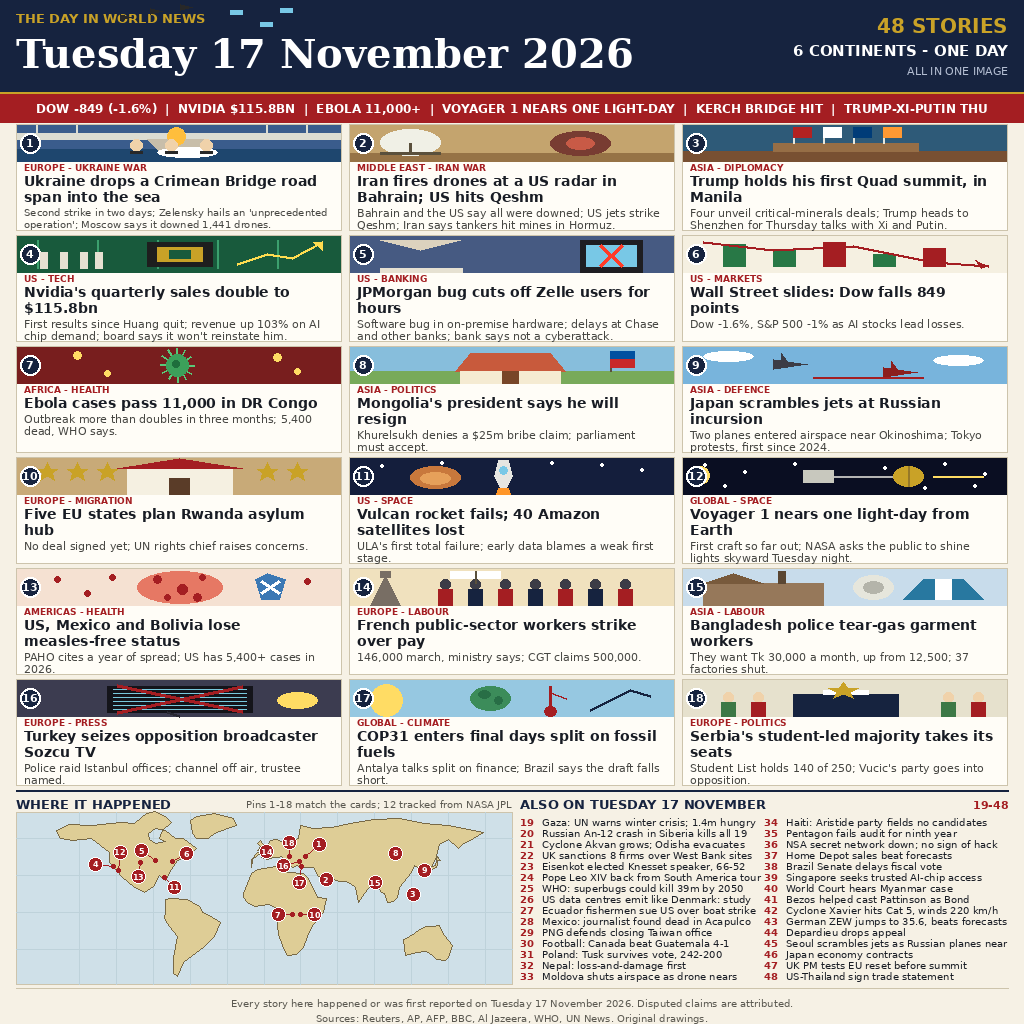 THE DAY IN WORLD NEWS
Tuesday 17 November 2026
48 STORIES
6 CONTINENTS - ONE DAY
ALL IN ONE IMAGE
DOW -849 (-1.6%) | NVIDIA $115.8BN | EBOLA 11,000+ | VOYAGER 1 NEARS ONE LIGHT-DAY | KERCH BRIDGE HIT | TRUMP-XI-PUTIN THU
1
EUROPE - UKRAINE WAR
Ukraine drops a Crimean Bridge road
span into the sea
Second strike in two days; Zelensky hails an 'unprecedented
operation'; Moscow says it downed 1,441 drones.
2
MIDDLE EAST - IRAN WAR
Iran fires drones at a US radar in
Bahrain; US hits Qeshm
Bahrain and the US say all were downed; US jets strike
Qeshm; Iran says tankers hit mines in Hormuz.
3
ASIA - DIPLOMACY
Trump holds his first Quad summit, in
Manila
Four unveil critical-minerals deals; Trump heads to
Shenzhen for Thursday talks with Xi and Putin.
4
US - TECH
Nvidia's quarterly sales double to
$115.8bn
First results since Huang quit; revenue up 103% on AI
chip demand; board says it won't reinstate him.
5
US - BANKING
JPMorgan bug cuts off Zelle users for
hours
Software bug in on-premise hardware; delays at Chase
and other banks; bank says not a cyberattack.
6
US - MARKETS
Wall Street slides: Dow falls 849
points
Dow -1.6%, S&P 500 -1% as AI stocks lead losses.
7
AFRICA - HEALTH
Ebola cases pass 11,000 in DR Congo
Outbreak more than doubles in three months; 5,400
dead, WHO says.
8
ASIA - POLITICS
Mongolia's president says he will
resign
Khurelsukh denies a $25m bribe claim; parliament
must accept.
9
ASIA - DEFENCE
Japan scrambles jets at Russian
incursion
Two planes entered airspace near Okinoshima; Tokyo
protests, first since 2024.
10
EUROPE - MIGRATION
Five EU states plan Rwanda asylum
hub
No deal signed yet; UN rights chief raises concerns.
11
US - SPACE
Vulcan rocket fails; 40 Amazon
satellites lost
ULA's first total failure; early data blames a weak first
stage.
12
GLOBAL - SPACE
Voyager 1 nears one light-day from
Earth
First craft so far out; NASA asks the public to shine
lights skyward Tuesday night.
13
AMERICAS - HEALTH
US, Mexico and Bolivia lose
measles-free status
PAHO cites a year of spread; US has 5,400+ cases in
2026.
14
EUROPE - LABOUR
French public-sector workers strike
over pay
146,000 march, ministry says; CGT claims 500,000.
15
ASIA - LABOUR
Bangladesh police tear-gas garment
workers
They want Tk 30,000 a month, up from 12,500; 37
factories shut.
16
EUROPE - PRESS
Turkey seizes opposition broadcaster
Sozcu TV
Police raid Istanbul offices; channel off air, trustee
named.
17
GLOBAL - CLIMATE
COP31 enters final days split on fossil
fuels
Antalya talks split on finance; Brazil says the draft falls
short.
18
EUROPE - POLITICS
Serbia's student-led majority takes its
seats
Student List holds 140 of 250; Vucic's party goes into
opposition.
WHERE IT HAPPENED
Pins 1-18 match the cards; 12 tracked from NASA JPL
4
12
5
6
13
11
14
18
1
16
17
2
7
10
8
9
15
3
ALSO ON TUESDAY 17 NOVEMBER
19-48
19 Gaza: UN warns winter crisis; 1.4m hungry
20 Russian An-12 crash in Siberia kills all 19
21 Cyclone Akvan grows; Odisha evacuates
22 UK sanctions 8 firms over West Bank sites
23 Eisenkot elected Knesset speaker, 66-52
24 Pope Leo XIV back from South America tour
25 WHO: superbugs could kill 39m by 2050
26 US data centres emit like Denmark: study
27 Ecuador fishermen sue US over boat strike
28 Mexico: journalist found dead in Acapulco
29 PNG defends closing Taiwan office
30 Football: Canada beat Guatemala 4-1
31 Poland: Tusk survives vote, 242-200
32 Nepal: loss-and-damage first
33 Moldova shuts airspace as drone nears
34 Haiti: Aristide party fields no candidates
35 Pentagon fails audit for ninth year
36 NSA secret network down; no sign of hack
37 Home Depot sales beat forecasts
38 Brazil Senate delays fiscal vote
39 Singapore seeks trusted AI-chip access
40 World Court hears Myanmar case
41 Bezos helped cast Pattinson as Bond
42 Cyclone Xavier hits Cat 5, winds 220 km/h
43 German ZEW jumps to 35.6, beats forecasts
44 Depardieu drops appeal
45 Seoul scrambles jets as Russian planes near
46 Japan economy contracts
47 UK PM tests EU reset before summit
48 US-Thailand sign trade statement
Every story here happened or was first reported on Tuesday 17 November 2026. Disputed claims are attributed.
Sources: Reuters, AP, AFP, BBC, Al Jazeera, WHO, UN News. Original drawings.